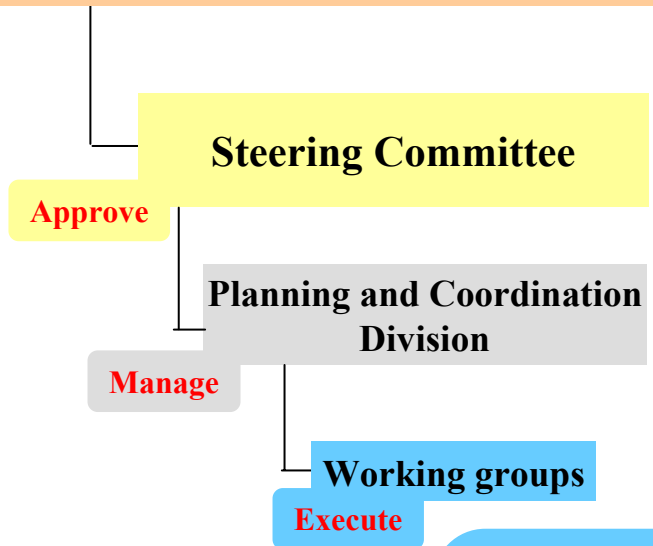 Steering Committee
Approve
Planning and Coordination
Division
Manage
Working groups
Execute